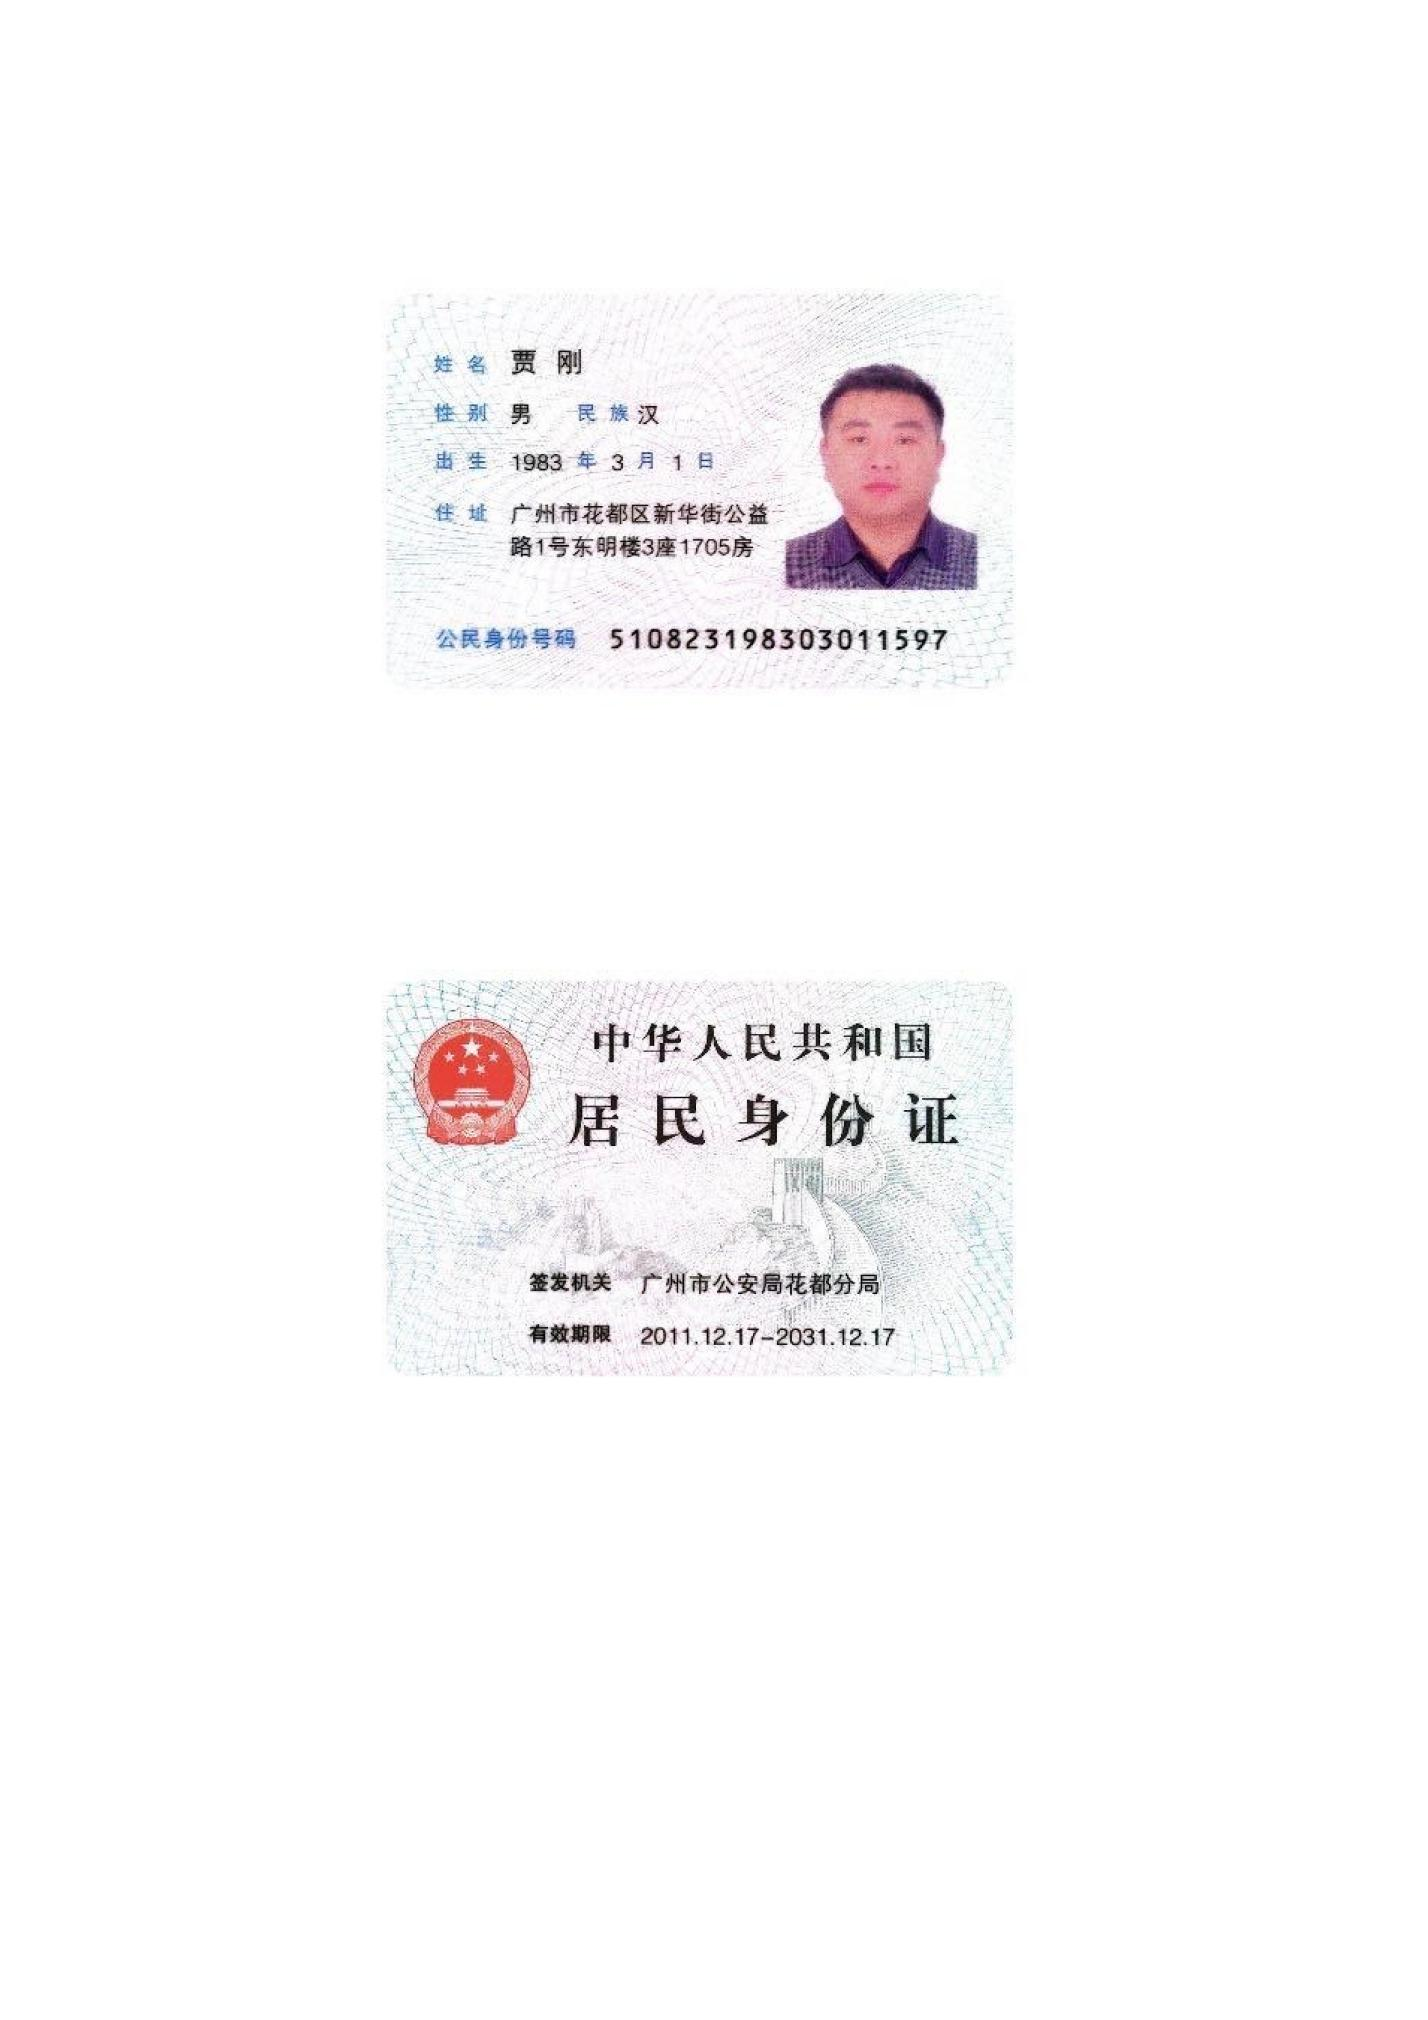 姓名 贾刚
性别 男 民族 汉
出生 1983 年 3 月 1 日
住址 广州市花都区新华街公益
路1号东明楼3座1705房
公民身份号码 510823198303011597
中华人民共和国
居民身份证
签发机关 广州市公安局花都分局
有效期限 2011.12.17-2031.12.17